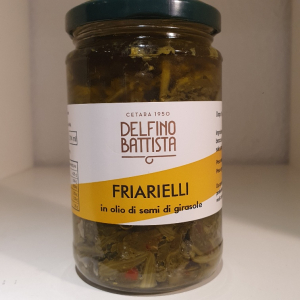 CETARA 1950
DELFINO
BATTISTA
FRIARIELLI
in olio di semi di girasole